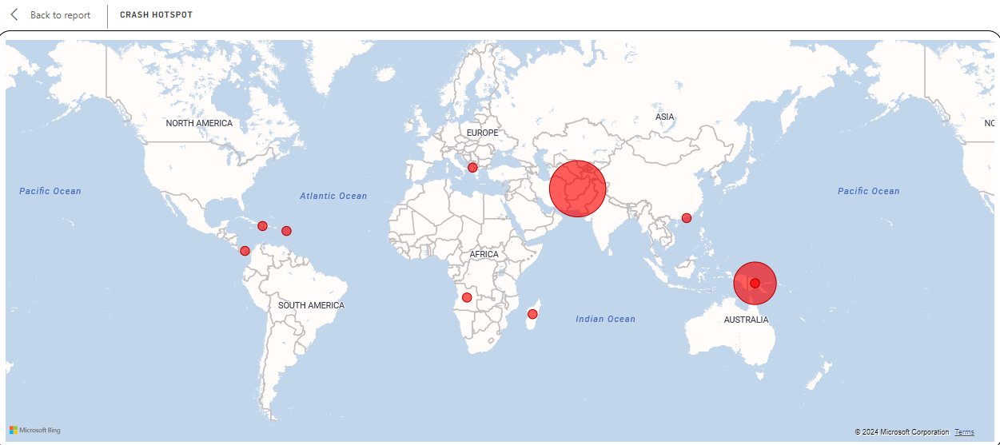 Back to report
CRASH HOTSPOT
NORTH AMERICA
ASIA
NO
EUROPE
Pacific Ocean
Atlantic Ocean
Pacific Ocean
AFRICA
SOUTH AMERICA
Indian Ocean
AUSTRALIA
Microsoft Bing
© 2024 Microsoft Corporation Terms